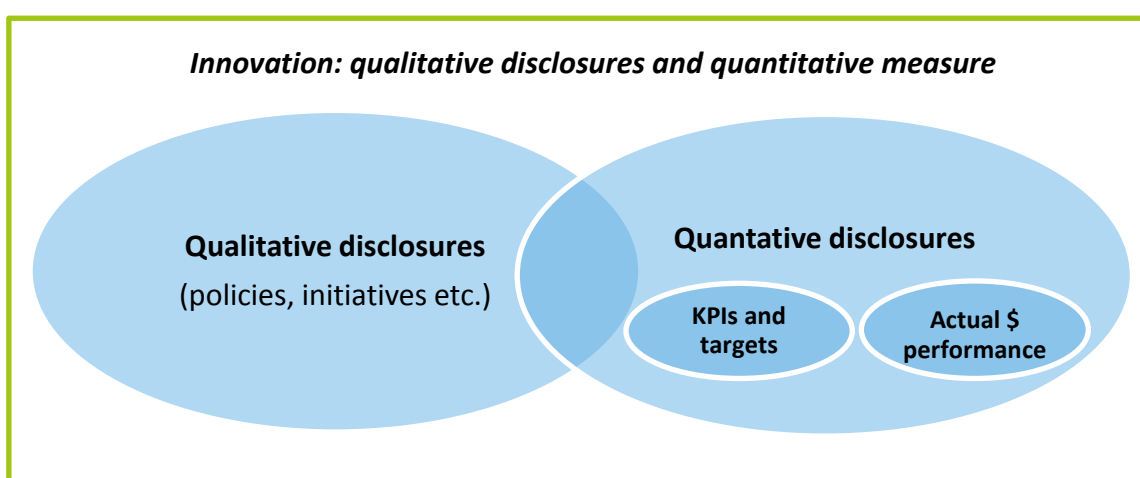 Innovation: qualitative disclosures and quantitative measure
Qualitative disclosures
(policies, initiatives etc.)
Quantative disclosures
KPIs and
targets
Actual $
performance